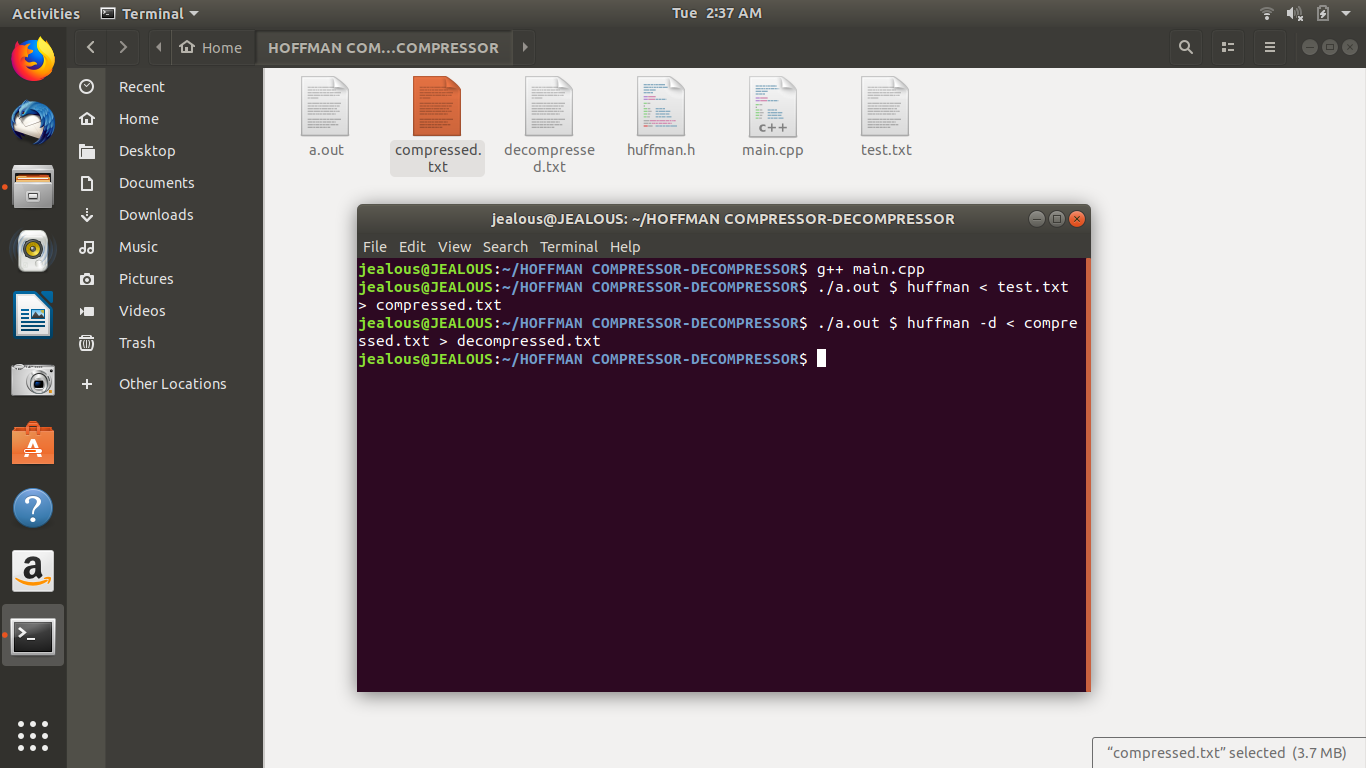 Activities Terminal Tue 2:37 AM
Home HOFFMAN COM...COMPRESSOR
Recent
Home
Desktop
Documents
Downloads
Music
Pictures
Videos
Trash
Other Locations
a.out
compressed.
txt
decompresse
d.txt
huffman.h
c++
main.cpp
test.txt
jealous@JEALOUS: ~/HOFFMAN COMPRESSOR-DECOMPRESSOR
File Edit View Search Terminal Help
jealous@JEALOUS:~/HOFFMAN COMPRESSOR-DECOMPRESSOR$ g++ main.cpp
jealous@JEALOUS:~/HOFFMAN COMPRESSOR-DECOMPRESSOR$ ./a.out $ huffman < test.txt
> compressed.txt
jealous@JEALOUS:~/HOFFMAN COMPRESSOR-DECOMPRESSOR$ ./a.out $ huffman -d < compre
ssed.txt > decompressed.txt
jealous@JEALOUS:~/HOFFMAN COMPRESSOR-DECOMPRESSOR$
“compressed.txt” selected (3.7 MB)